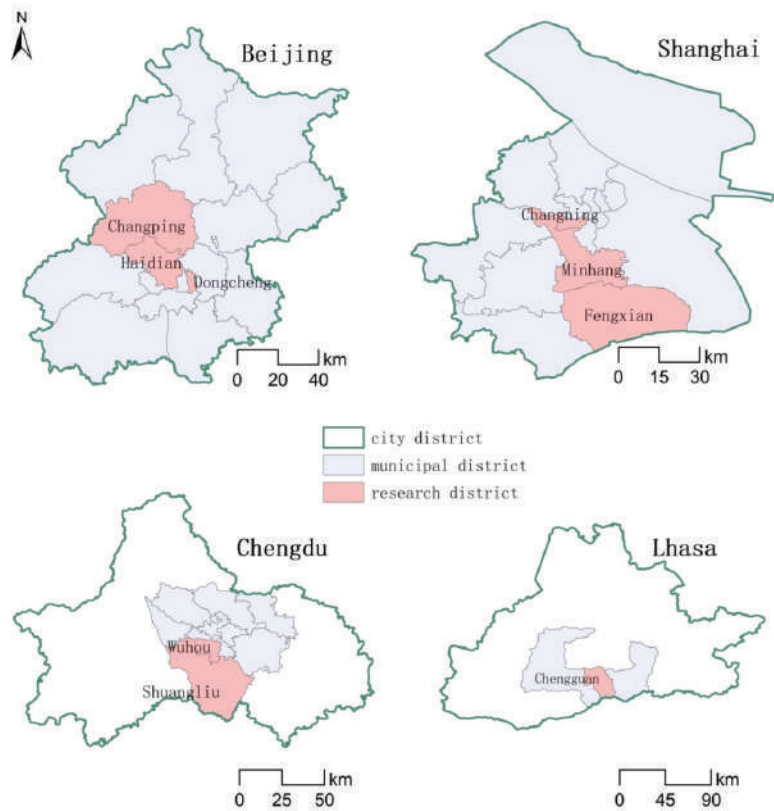 N
Beijing
Changping
Haidian
Dongcheng
km
0 20 40
Shanghai
Changning
Minhang
Fengxian
km
0 15 30
city district
municipal district
research district
Chengdu
Wuhou
Shuangliu
km
0 25 50
Lhasa
Chengguan
km
0 45 90